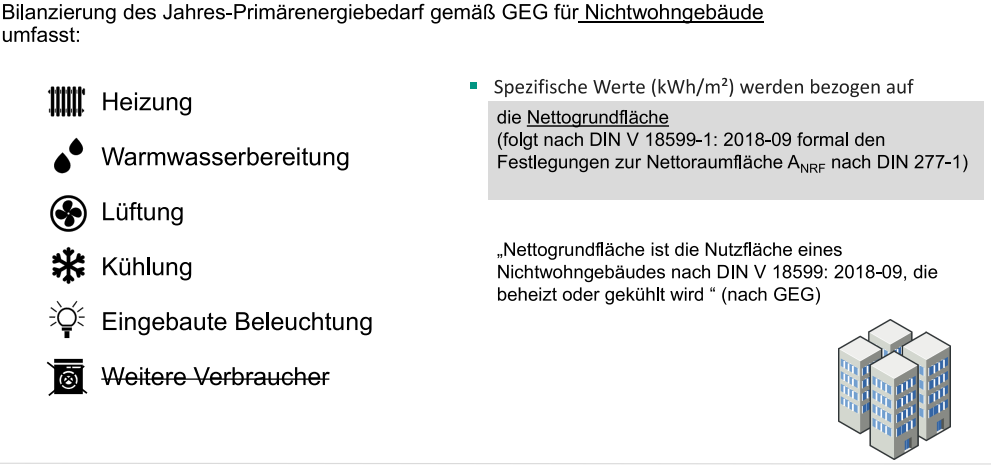 Bilanzierung des Jahres-Primärenergiebedarf gemäß GEG für Nichtwohngebäude
umfasst:
Heizung
Warmwasserbereitung
Lüftung
Kühlung
Eingebaute Beleuchtung
Weitere Verbraucher
▪ Spezifische Werte (kWh/m²) werden bezogen auf
die Nettogrundfläche
(folgt nach DIN V 18599-1: 2018-09 formal den
Festlegungen zur Nettoraumfläche A_NRF nach DIN 277-1)
„Nettogrundfläche ist die Nutzfläche eines
Nichtwohngebäudes nach DIN V 18599: 2018-09, die
beheizt oder gekühlt wird “ (nach GEG)